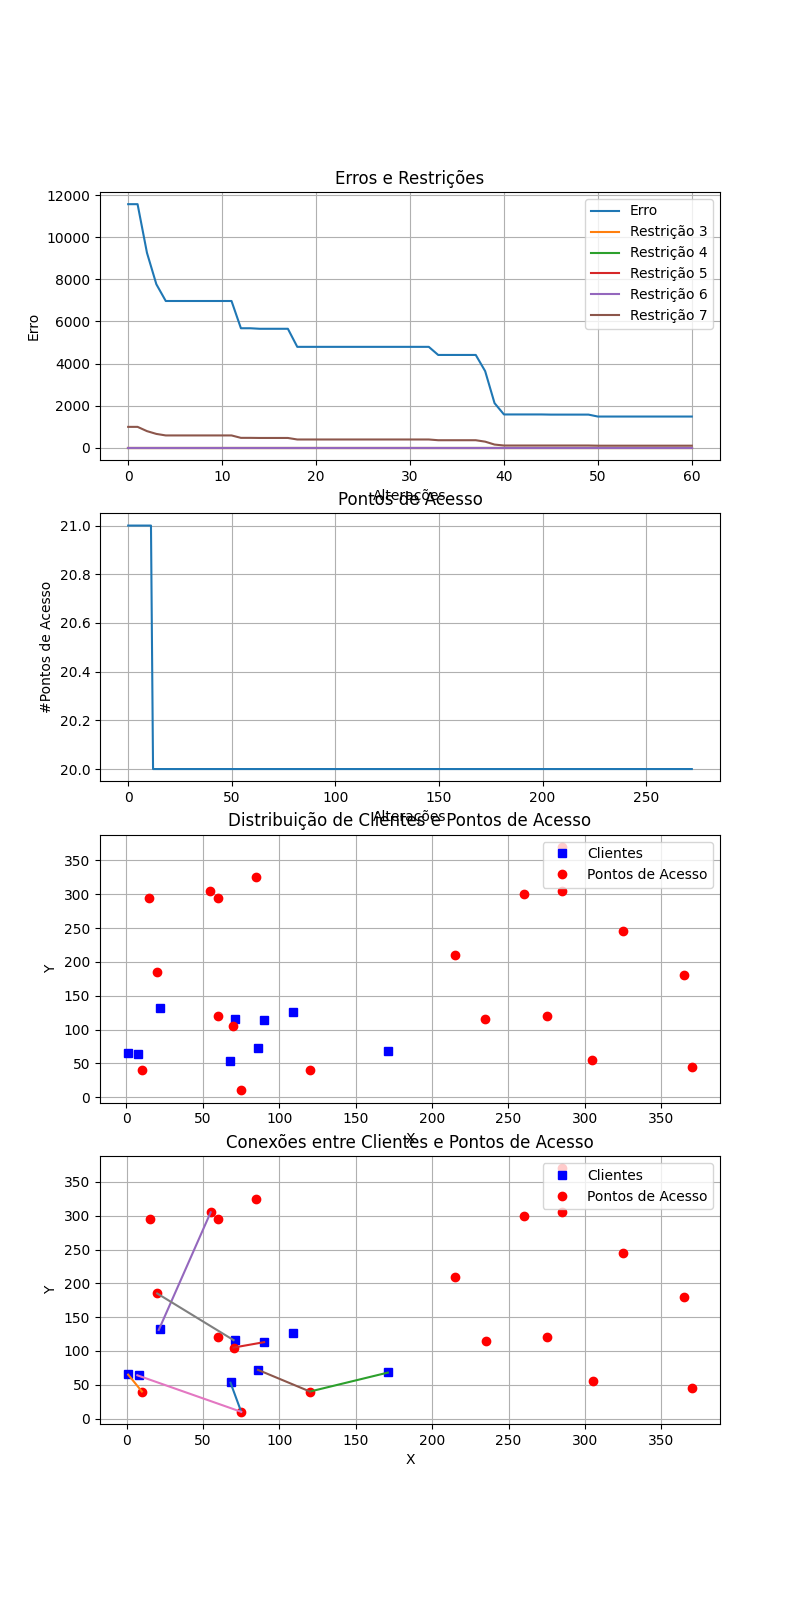 Erros e Restrições
12000
10000
8000
6000
4000
2000
0
Erro
Erro
Restrição 3
Restrição 4
Restrição 5
Restrição 6
Restrição 7
0 10 20 30 40 50 60
Alterações
Pontos de Acesso
21.0
20.8
20.6
20.4
20.2
20.0
#Pontos de Acesso
0 50 100 150 200 250
Alterações
Distribuição de Clientes e Pontos de Acesso
350
300
250
200
150
100
50
0
Y
Clientes
Pontos de Acesso
0 50 100 150 200 250 300 350
X
Conexões entre Clientes e Pontos de Acesso
350
300
250
200
150
100
50
0
Y
Clientes
Pontos de Acesso
0 50 100 150 200 250 300 350
X